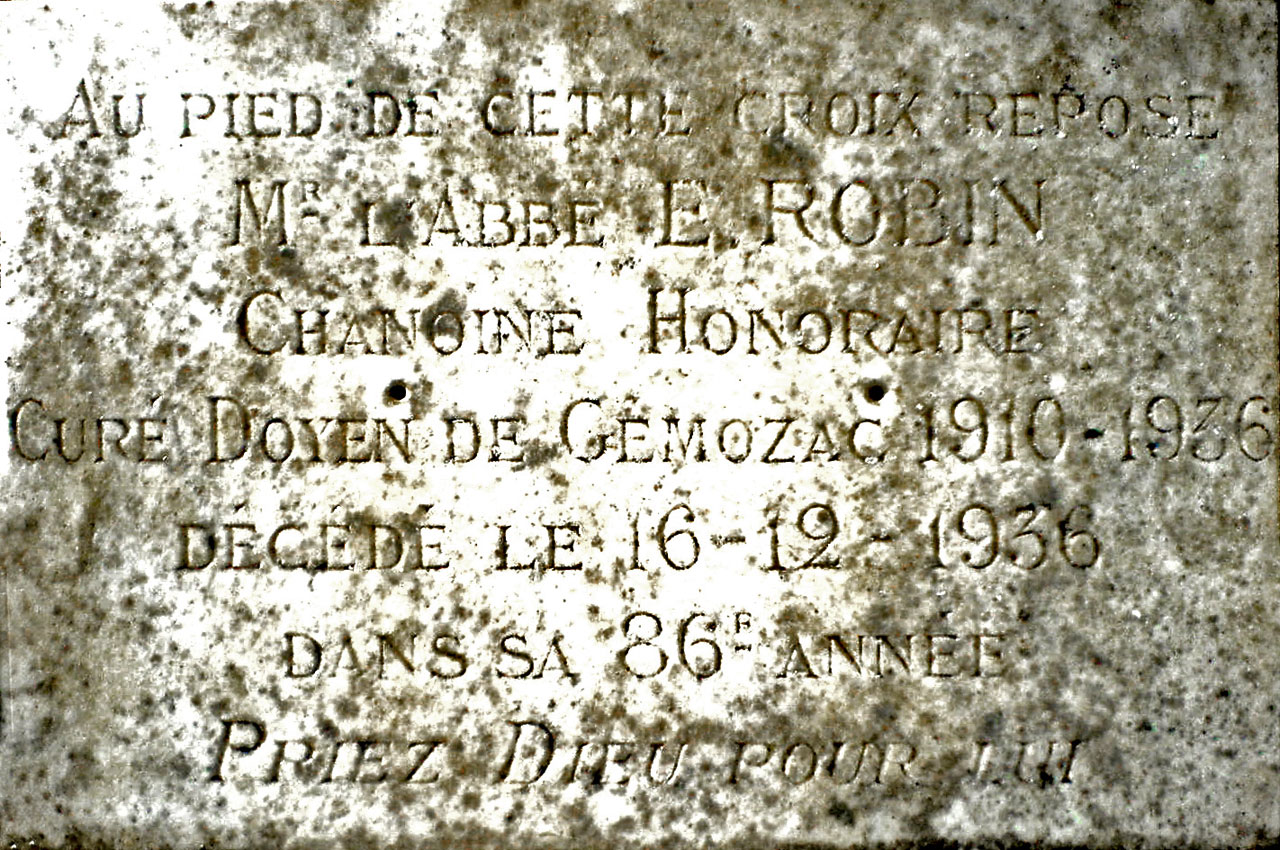 AU PIED DE CETTE CROIX REPOSE
MR L'ABBÉ E. ROBIN
CHANOINE HONORAIRE
CURÉ DOYEN DE GEMOZAC 1910-1936
DÉCÉDÉ LE 16-12-1936
DANS SA 86E ANNÉE
PRIEZ DIEU POUR LUI